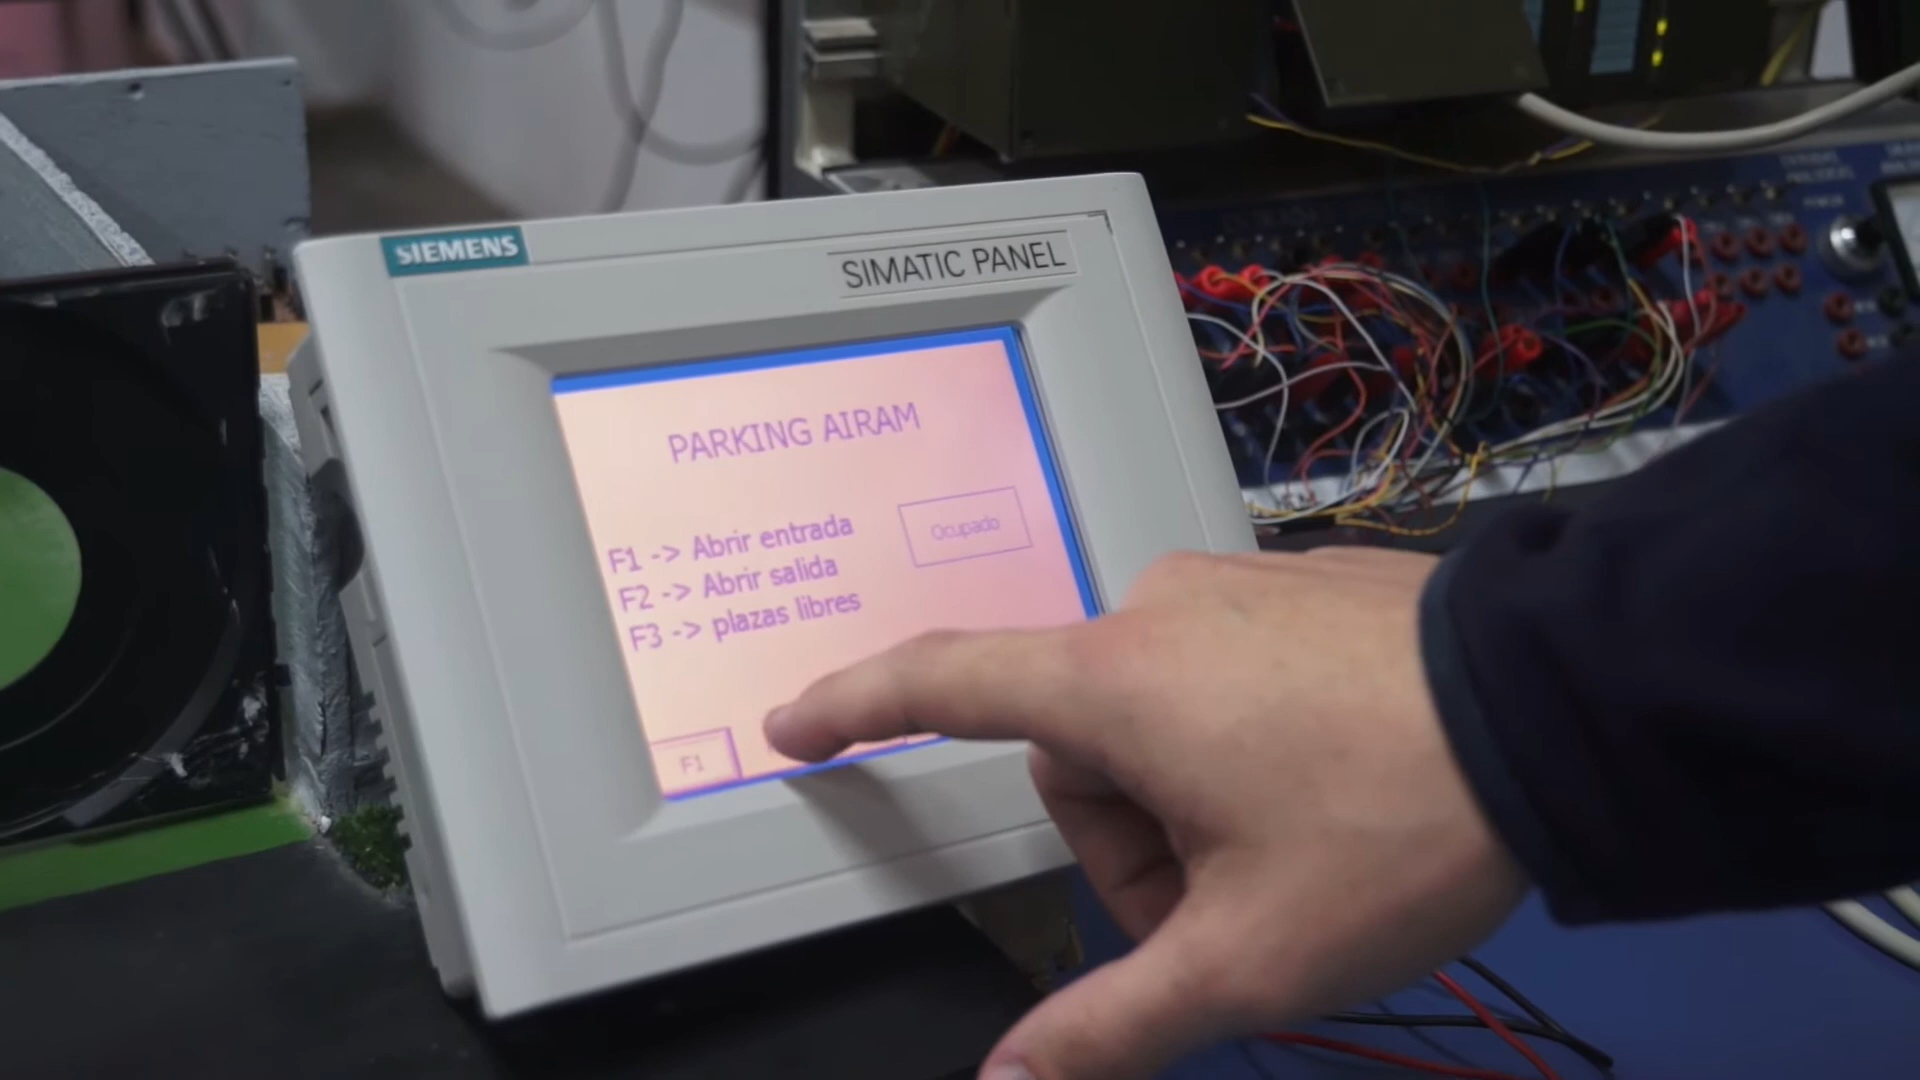 SIEMENS
SIMATIC PANEL
PARKING AIRAM
Ocupado
F1 -> Abrir entrada
F2 -> Abrir salida
F3 -> plazas libres
F1